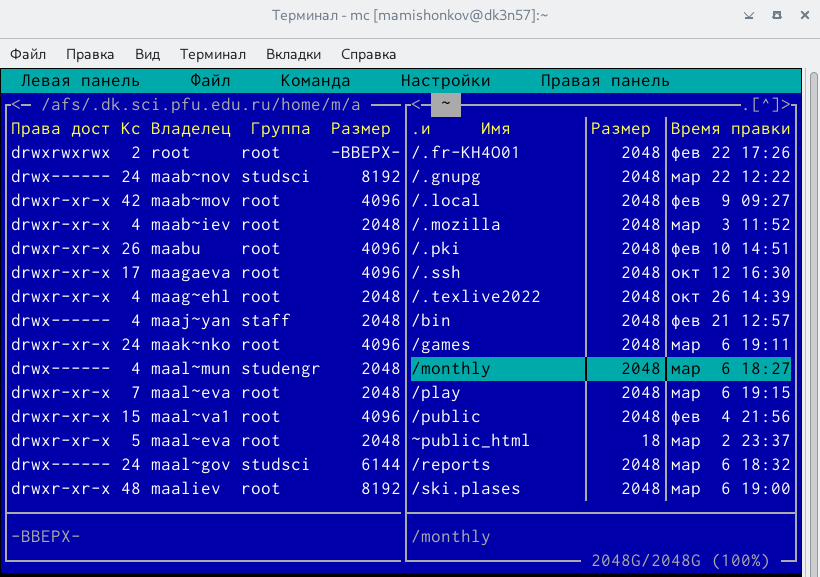 Терминал - mc [mamishonkov@dk3n57]:~
Файл Правка Вид Терминал Вкладки Справка
Левая панель Файл Команда Настройки Правая панель
<─ /afs/.dk.sci.pfu.edu.ru/home/m/a ─ <─ ~ ─.[^]>
Права дост Кс Владелец Группа Размер .и Имя Размер Время правки
drwxrwxrwx 2 root root -ВВЕРХ- /.fr-KH4O01 2048 фев 22 17:26
drwx------ 24 maab~nov studsci 8192 /.gnupg 2048 мар 22 12:22
drwxr-xr-x 42 maab~mov root 4096 /.local 2048 фев 9 09:27
drwxr-xr-x 4 maab~iev root 2048 /.mozilla 2048 мар 3 11:52
drwxr-xr-x 26 maabu root 4096 /.pki 2048 фев 10 14:51
drwxr-xr-x 17 maagaeva root 4096 /.ssh 2048 окт 12 16:30
drwxr-xr-x 4 maag~ehl root 2048 /.texlive2022 2048 окт 26 14:39
drwx------ 4 maaj~yan staff 2048 /bin 2048 фев 21 12:57
drwxr-xr-x 24 maak~nko root 4096 /games 2048 мар 6 19:11
drwx------ 4 maal~mun studengr 2048 /monthly 2048 мар 6 18:27
drwxr-xr-x 7 maal~eva root 2048 /play 2048 мар 6 19:15
drwxr-xr-x 15 maal~va1 root 4096 /public 2048 фев 4 21:56
drwxr-xr-x 5 maal~eva root 2048 ~public_html 18 мар 2 23:37
drwx------ 24 maal~gov studsci 6144 /reports 2048 мар 6 18:32
drwxr-xr-x 48 maaliev root 8192 /ski.plases 2048 мар 6 19:00
-ВВЕРХ- /monthly
2048G/2048G (100%)